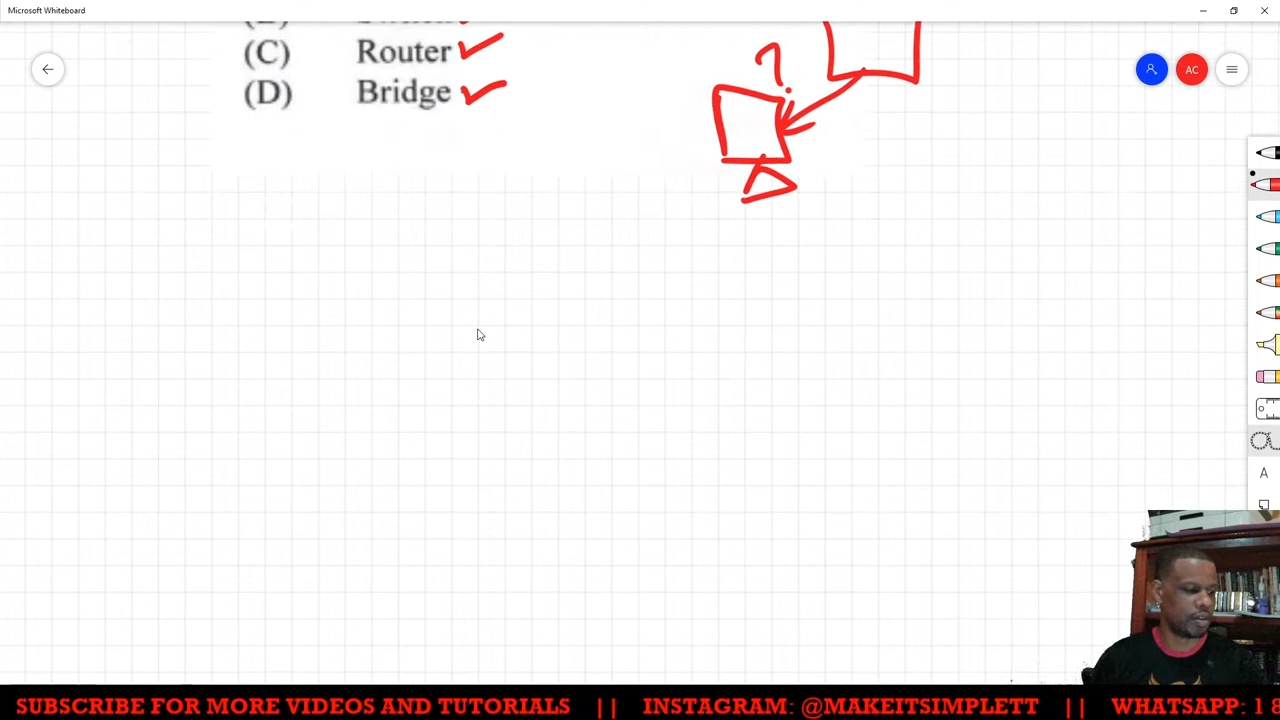 Microsoft Whiteboard
(C) Router
(D) Bridge
?
AC
A
SUBSCRIBE FOR MORE VIDEOS AND TUTORIALS || INSTAGRAM: @MAKEITSIMPLETT || WHATSAPP: 1 8